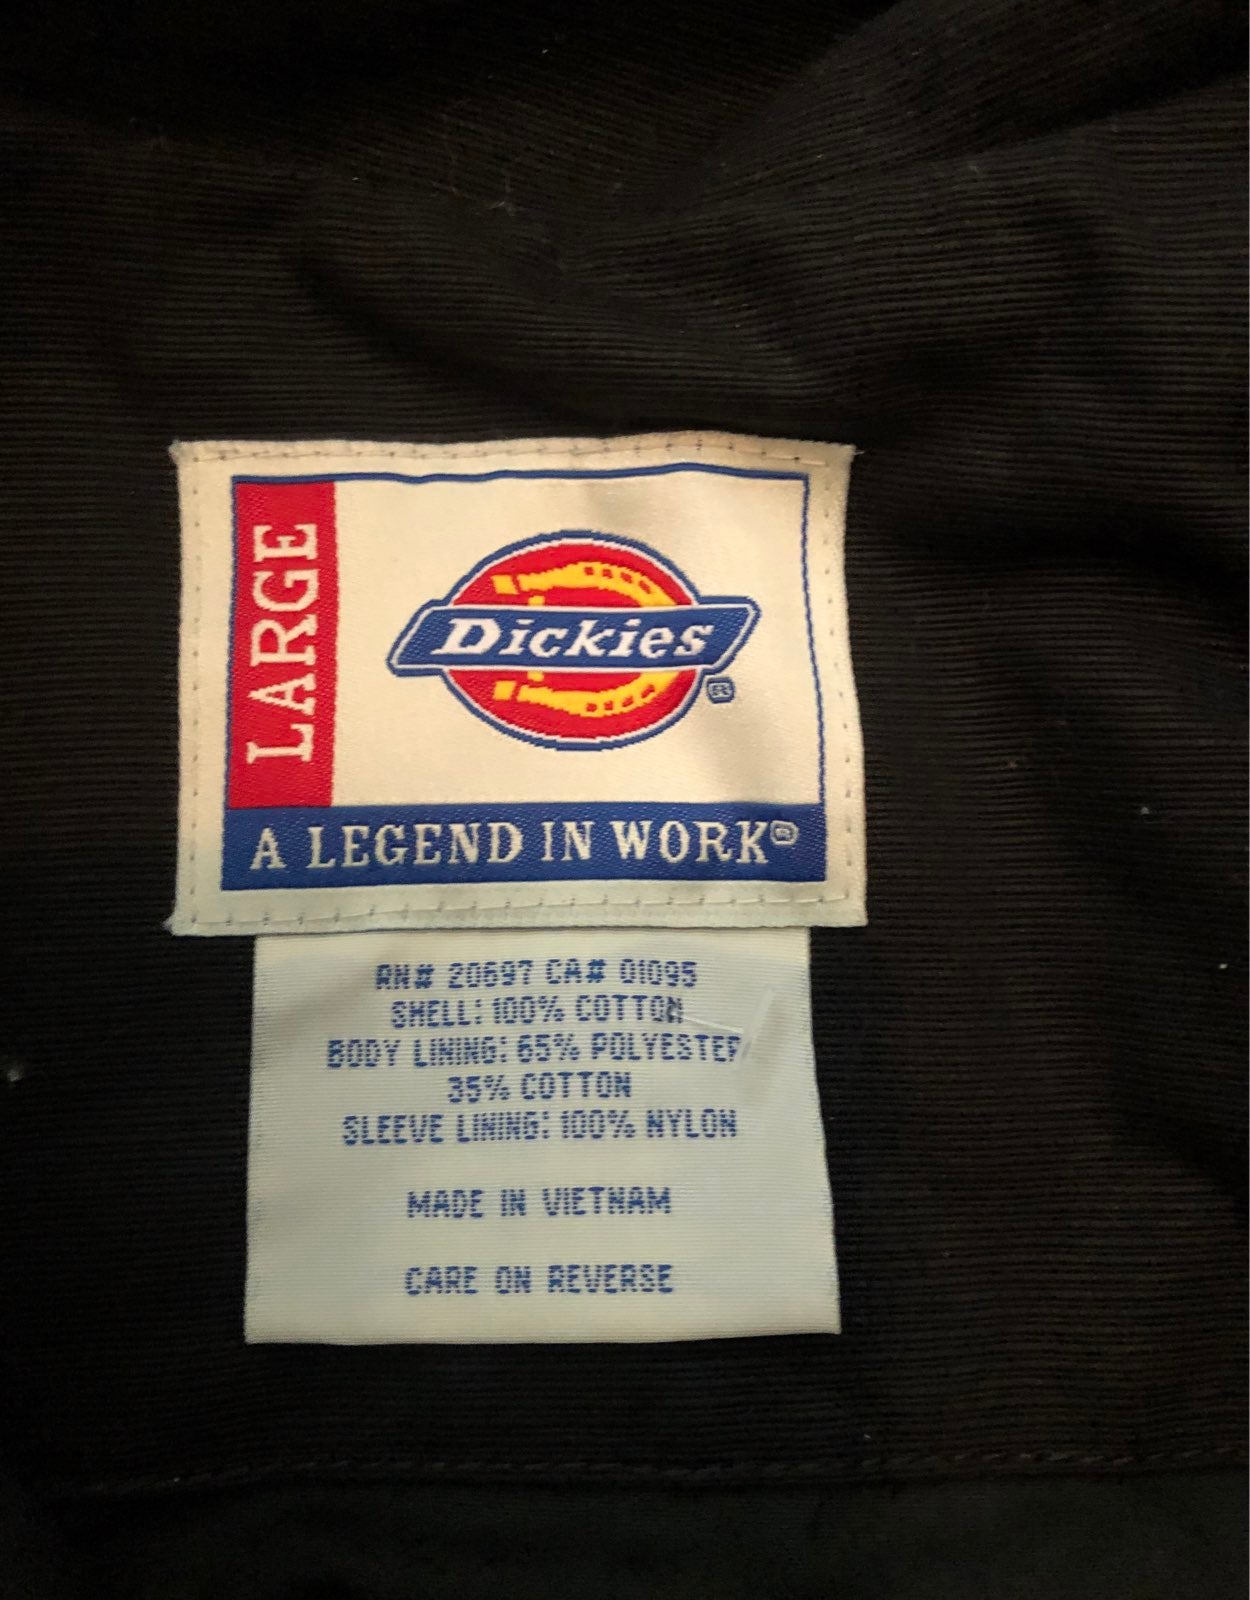 LARGE
Dickies®
A LEGEND IN WORK®
RN# 20697 CA# 01095
SHELL: 100% COTTON
BODY LINING: 65% POLYESTER
35% COTTON
SLEEVE LINING: 100% NYLON
MADE IN VIETNAM
CARE ON REVERSE